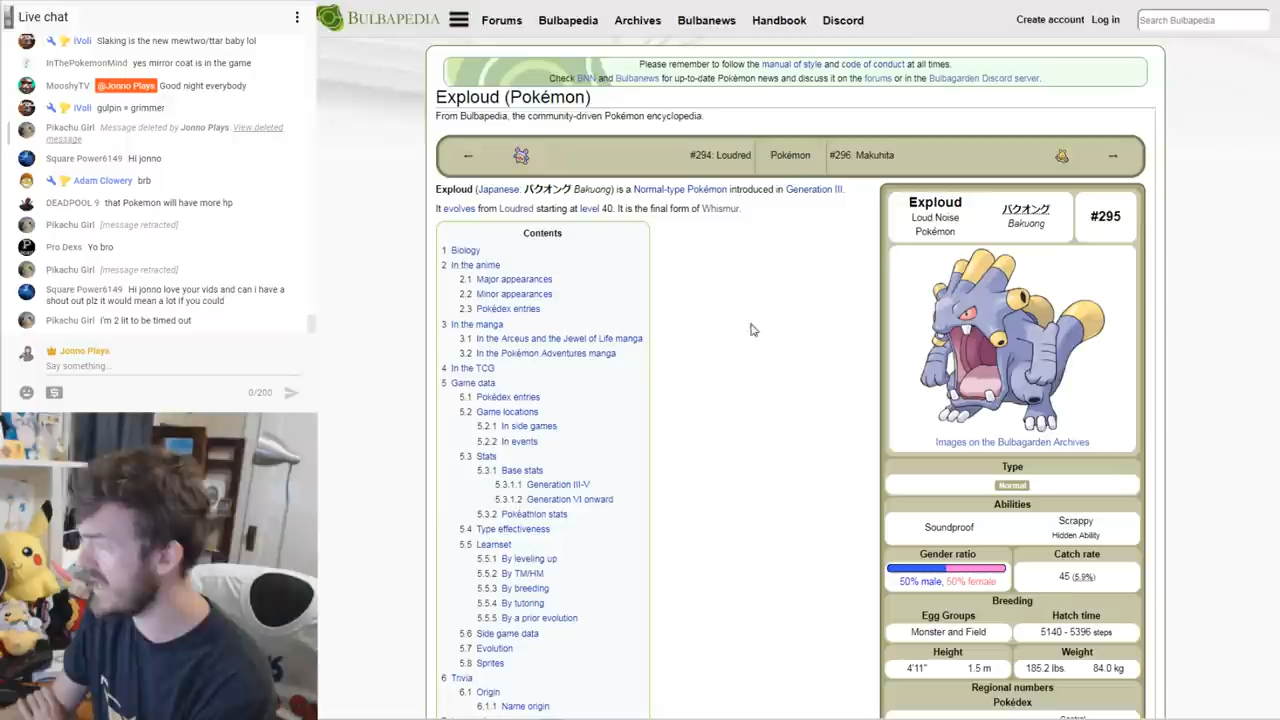 Live chat
iVoli Slaking is the new mewtwo/ttar baby lol
InThePokemonMind yes mirror coat is in the game
MooshyTV @Jonno Plays Good night everybody
iVoli gulpin = grimmer
Pikachu Girl Message deleted by Jonno Plays View deleted
message
Square Power6149 Hi jonno
Adam Clowery brb
DEADPOOL 9 that Pokemon will have more hp
Pikachu Girl [message retracted]
Pro Dexs Yo bro
Pikachu Girl [message retracted]
Square Power6149 Hi jonno love your vids and can i have a
shout out plz it would mean a lot if you could
Pikachu Girl I'm 2 lit to be timed out
Jonno Plays
Say something...
0/200
BULBAPEDIA
Forums Bulbapedia Archives Bulbanews Handbook Discord
Create account Log in Search Bulbapedia
Please remember to follow the manual of style and code of conduct at all times.
Check BNN and Bulbanews for up-to-date Pokémon news and discuss it on the forums or in the Bulbagarden Discord server.
Exploud (Pokémon)
From Bulbapedia, the community-driven Pokémon encyclopedia.
← #294: Loudred Pokémon #296: Makuhita →
Exploud (Japanese: バクオング Bakuong) is a Normal-type Pokémon introduced in Generation III.
It evolves from Loudred starting at level 40. It is the final form of Whismur.
Contents
1 Biology
2 In the anime
2.1 Major appearances
2.2 Minor appearances
2.3 Pokédex entries
3 In the manga
3.1 In the Arceus and the Jewel of Life manga
3.2 In the Pokémon Adventures manga
4 In the TCG
5 Game data
5.1 Pokédex entries
5.2 Game locations
5.2.1 In side games
5.2.2 In events
5.3 Stats
5.3.1 Base stats
5.3.1.1 Generation III-V
5.3.1.2 Generation VI onward
5.3.2 Pokéathlon stats
5.4 Type effectiveness
5.5 Learnset
5.5.1 By leveling up
5.5.2 By TM/HM
5.5.3 By breeding
5.5.4 By tutoring
5.5.5 By a prior evolution
5.6 Side game data
5.7 Evolution
5.8 Sprites
6 Trivia
6.1 Origin
6.1.1 Name origin
Exploud
Loud Noise
Pokémon
バクオング
Bakuong
#295
Images on the Bulbagarden Archives
Type
Normal
Abilities
Soundproof
Scrappy
Hidden Ability
Gender ratio
50% male, 50% female
Catch rate
45 (5.9%)
Breeding
Egg Groups
Monster and Field
Hatch time
5140 - 5396 steps
Height
4'11" 1.5 m
Weight
185.2 lbs. 84.0 kg
Regional numbers
Pokédex